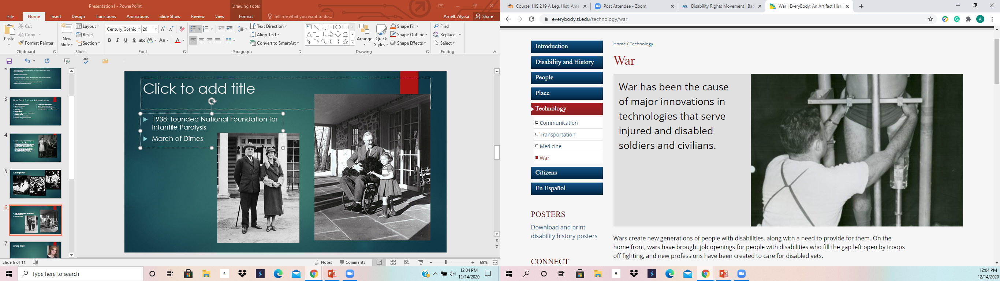 Presentation1 - PowerPoint
Drawing Tools
File
Home
Insert
Design
Transitions
Animations
Slide Show
Review
View
Format
Tell me what you want to do...
Arnell, Alyssa
Share
Paste
Cut
Copy
Format Painter
Clipboard
New
Slide
Layout
Reset
Section
Slides
Century Gothic
20
B I U S abc AV Aa A
Font
Text Direction
Align Text
Convert to SmartArt
Paragraph
Arrange
Quick
Styles
Shape Fill
Shape Outline
Shape Effects
Drawing
Find
Replace
Select
Editing
ABC
3
New Deal: Federal Administration
4
5
George Hitt
6
7
Linda Klein
Click to add title
1938: founded National Foundation for
Infantile Paralysis
March of Dimes
Slide 6 of 11
Notes
Comments
69%
Type here to search
12:04 PM
12/14/2020
Course: HIS 219 A Leg. Hist. Ame
Post Attendee - Zoom
ADL
Disability Rights Movement | Bac
War | EveryBody: An Artifact Hist
everybody.si.edu/technology/war
A
Introduction
Disability and History
People
Place
Technology
Communication
Transportation
Medicine
War
Citizens
En Español
POSTERS
Download and print
disability history posters
CONNECT
Home / Technology
War
War has been the cause
of major innovations in
technologies that serve
injured and disabled
soldiers and civilians.
Wars create new generations of people with disabilities, along with a need to provide for them. On the
home front, wars have brought job openings for people with disabilities who fill the gap left open by troops
off fighting, and new professions have been created to care for disabled vets.
12:04 PM
12/14/2020